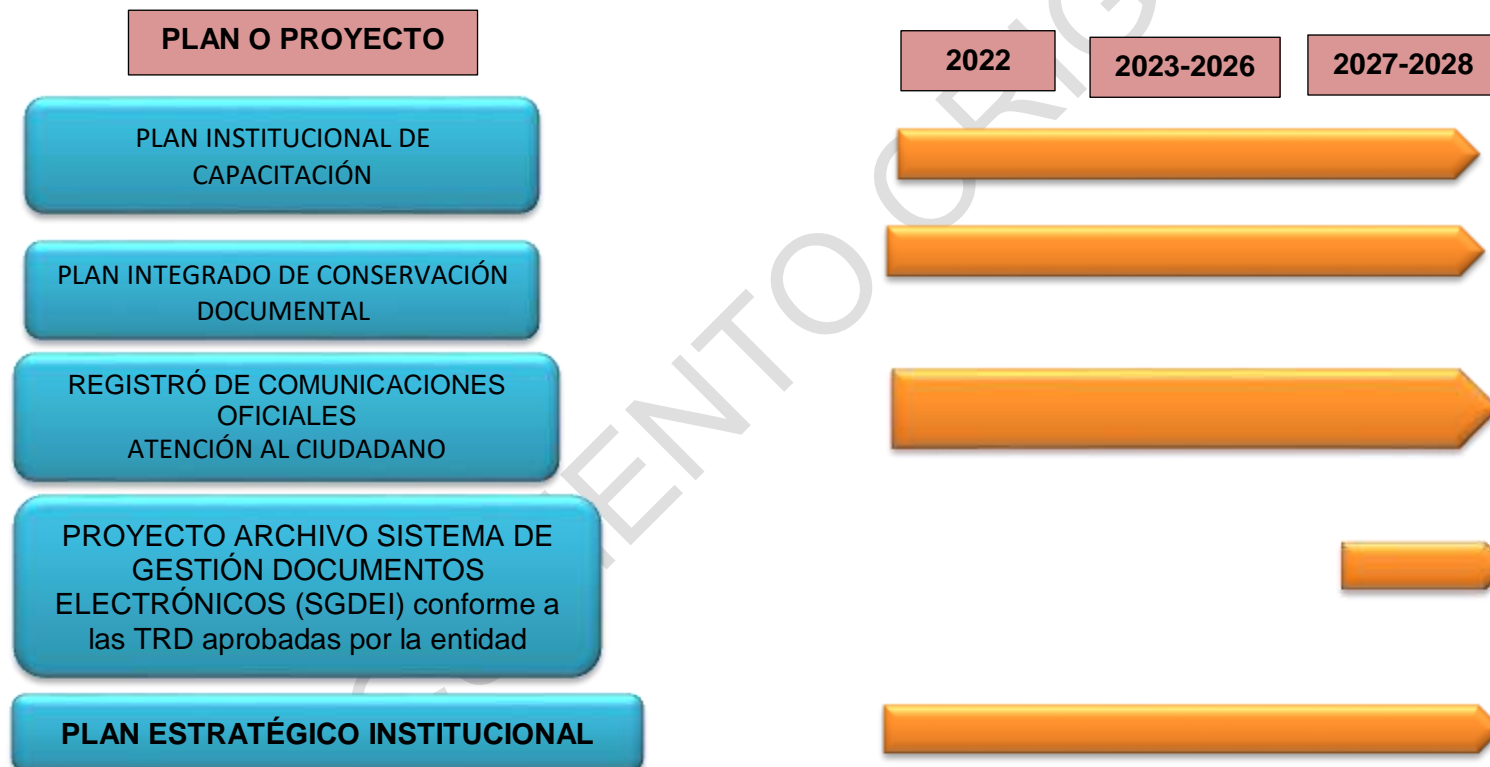 PLAN O PROYECTO
2022
2023-2026
2027-2028
PLAN INSTITUCIONAL DE
CAPACITACIÓN
PLAN INTEGRADO DE CONSERVACIÓN
DOCUMENTAL
REGISTRÓ DE COMUNICACIONES
OFICIALES
ATENCIÓN AL CIUDADANO
PROYECTO ARCHIVO SISTEMA DE
GESTIÓN DOCUMENTOS
ELECTRÓNICOS (SGDEI) conforme a
las TRD aprobadas por la entidad
PLAN ESTRATÉGICO INSTITUCIONAL